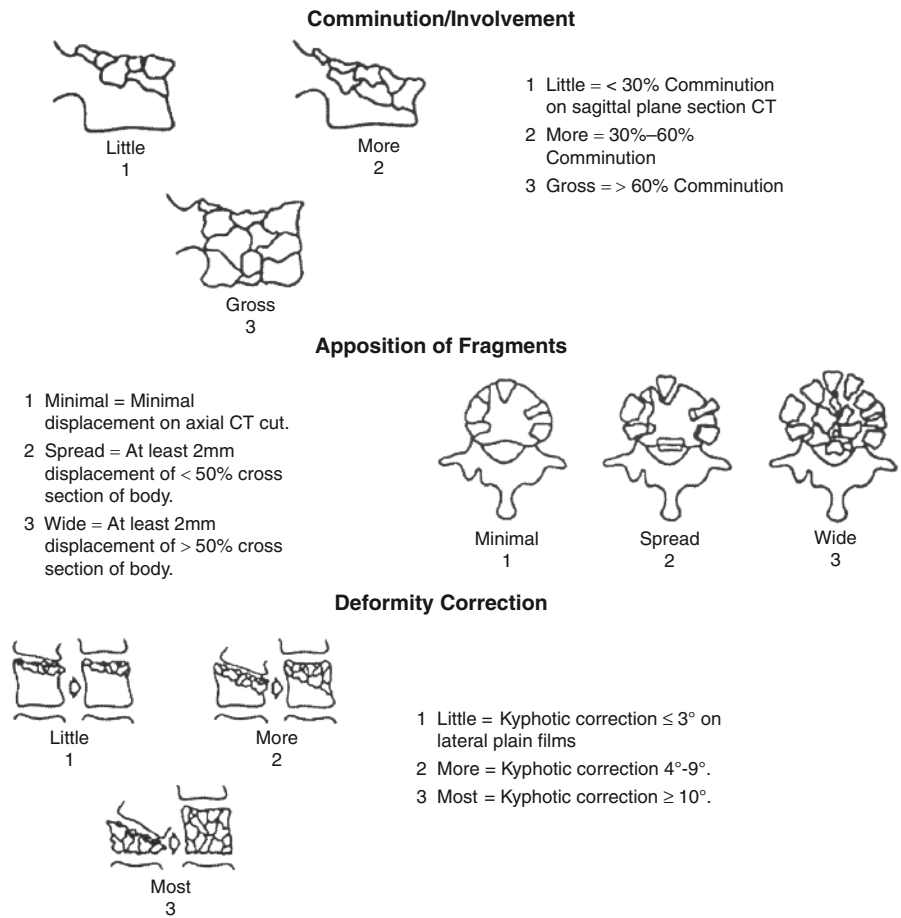 Comminution/Involvement
Little
1
More
2
Gross
3
1 Little = < 30% Comminution
on sagittal plane section CT
2 More = 30%–60%
Comminution
3 Gross = > 60% Comminution
Apposition of Fragments
1 Minimal = Minimal
displacement on axial CT cut.
2 Spread = At least 2mm
displacement of < 50% cross
section of body.
3 Wide = At least 2mm
displacement of > 50% cross
section of body.
Minimal
1
Spread
2
Wide
3
Deformity Correction
Little
1
More
2
Most
3
1 Little = Kyphotic correction ≤ 3° on
lateral plain films
2 More = Kyphotic correction 4°-9°.
3 Most = Kyphotic correction ≥ 10°.